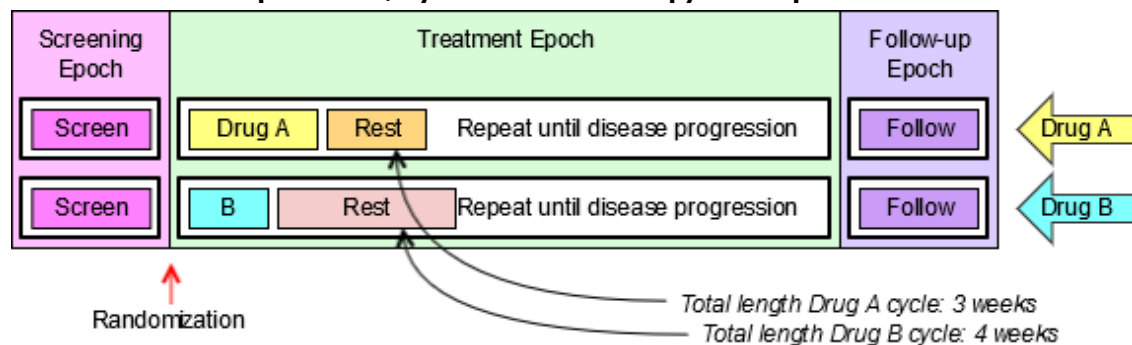 Screening
Epoch
Treatment Epoch
Follow-up
Epoch
Screen
Drug A
Rest
Repeat until disease progression
Follow
Drug A
Screen
B
Rest
Repeat until disease progression
Follow
Drug B
Randomization
Total length Drug A cycle: 3 weeks
Total length Drug B cycle: 4 weeks